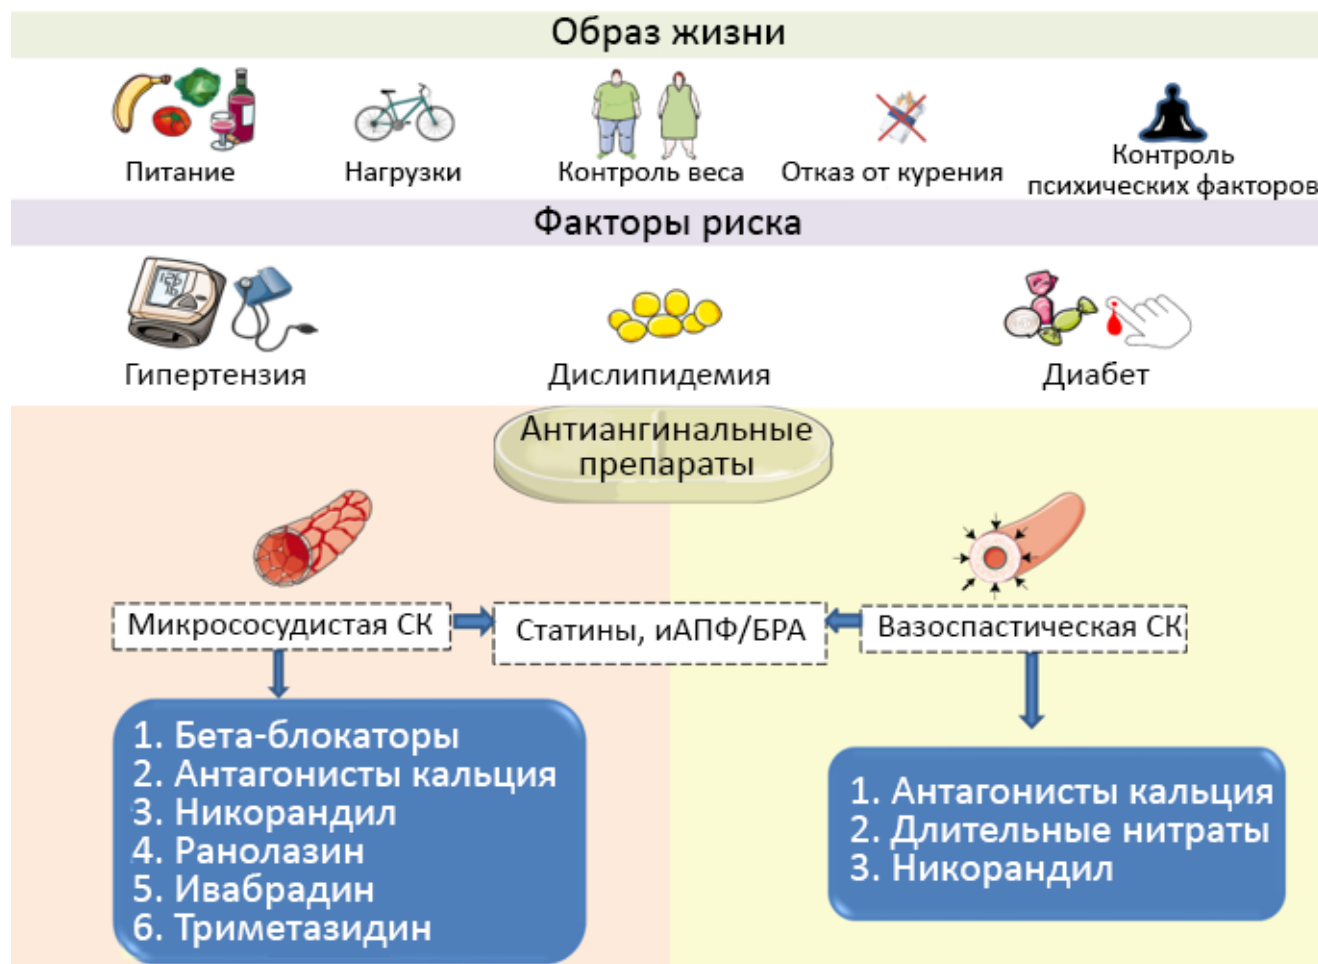 Образ жизни
Питание
Нагрузки
Контроль веса
Отказ от курения
Контроль
психических факторов
Факторы риска
Гипертензия
Дислипидемия
Диабет
Антиангинальные
препараты
Микрососудистая СК
Статины, иАПФ/БРА
Вазоспастическая СК
1. Бета-блокаторы
2. Антагонисты кальция
3. Никорандил
4. Ранолазин
5. Ивабрадин
6. Триметазидин
1. Антагонисты кальция
2. Длительные нитраты
3. Никорандил